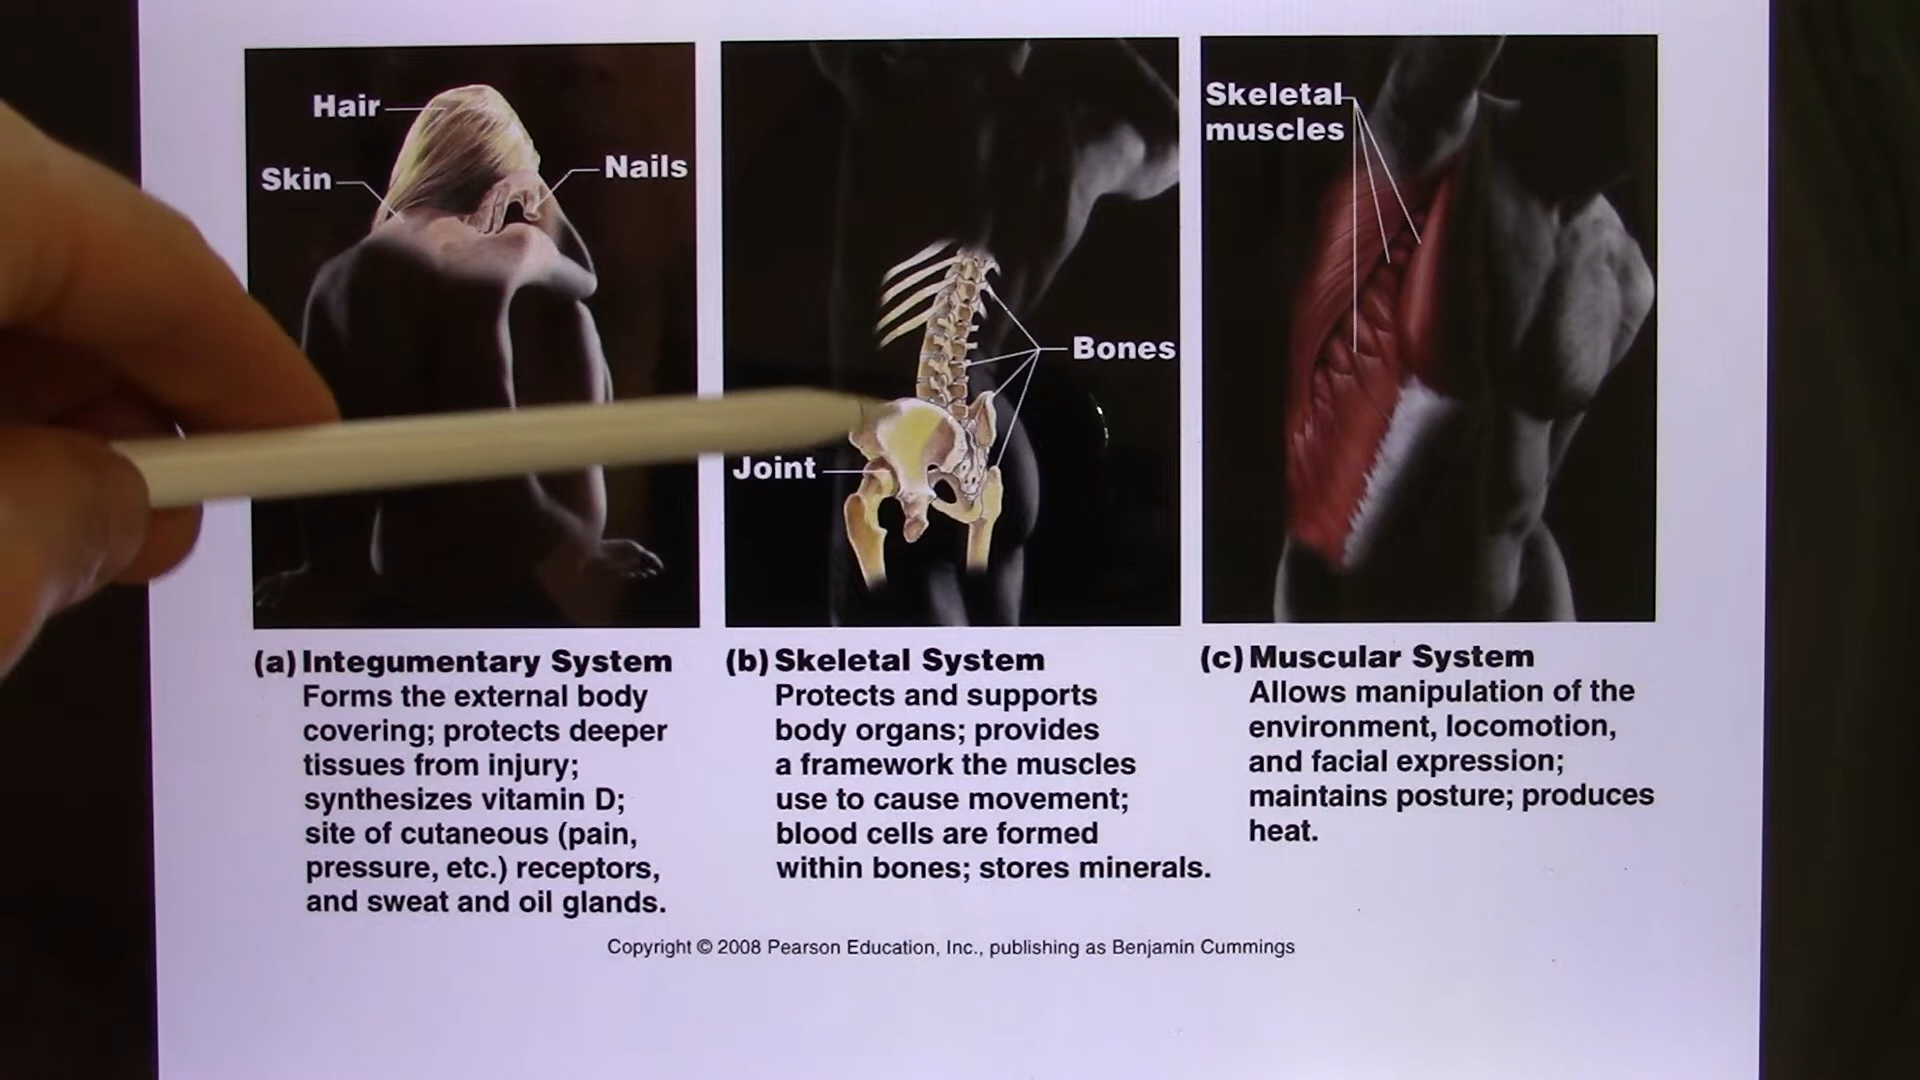 Hair
Skin
Nails
Bones
Joint
Skeletal
muscles
(a) Integumentary System
Forms the external body
covering; protects deeper
tissues from injury;
synthesizes vitamin D;
site of cutaneous (pain,
pressure, etc.) receptors,
and sweat and oil glands.
(b) Skeletal System
Protects and supports
body organs; provides
a framework the muscles
use to cause movement;
blood cells are formed
within bones; stores minerals.
(c) Muscular System
Allows manipulation of the
environment, locomotion,
and facial expression;
maintains posture; produces
heat.
Copyright © 2008 Pearson Education, Inc., publishing as Benjamin Cummings